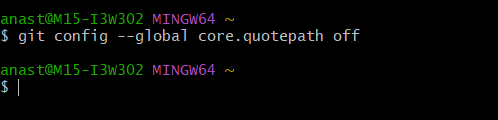 anast@M15-I3W302 MINGW64 ~
$ git config --global core.quotepath off
anast@M15-I3W302 MINGW64 ~
$